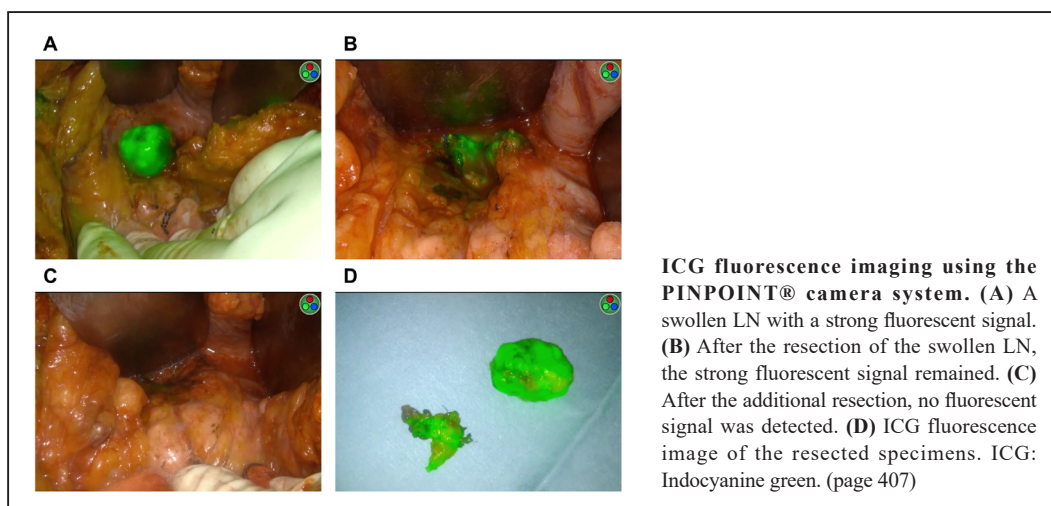 A
B
C
D
ICG fluorescence imaging using the
PINPOINT® camera system. (A) A
swollen LN with a strong fluorescent signal.
(B) After the resection of the swollen LN,
the strong fluorescent signal remained. (C)
After the additional resection, no fluorescent
signal was detected. (D) ICG fluorescence
image of the resected specimens. ICG:
Indocyanine green. (page 407)